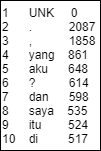 1 UNK 0
2 . 2087
3 , 1858
4 yang 861
5 aku 648
6 ? 614
7 dan 598
8 saya 535
9 itu 524
10 di 517